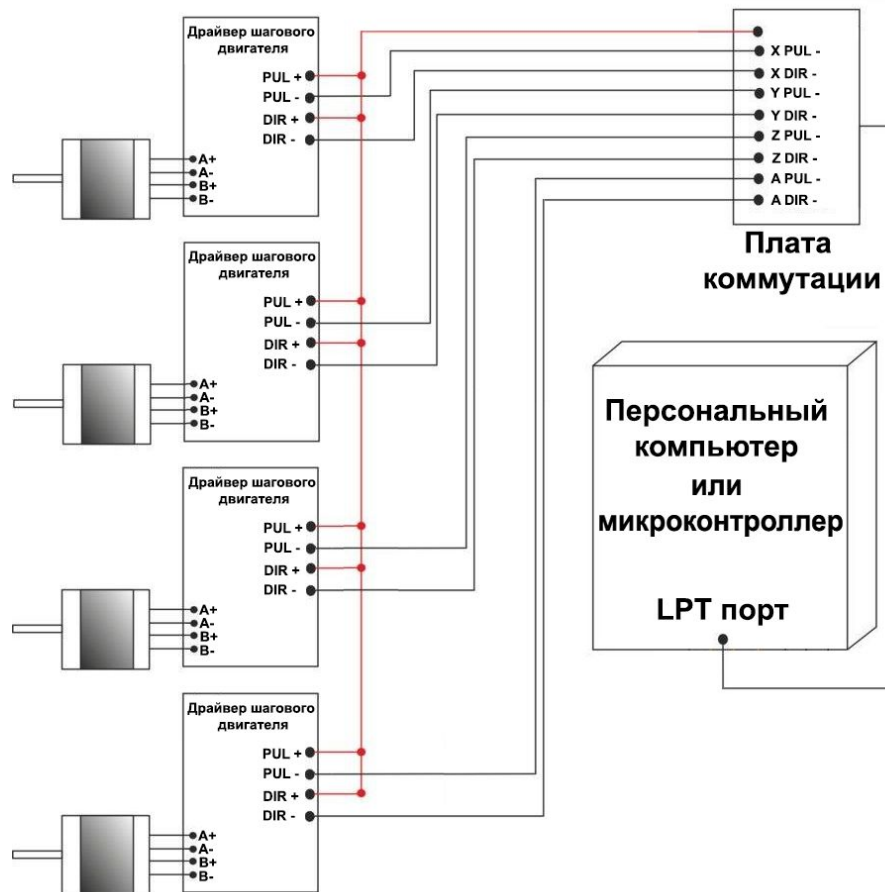 Драйвер шагового
двигателя
PUL +
PUL -
DIR +
DIR -
A+
A-
B+
B-
Драйвер шагового
двигателя
PUL +
PUL -
DIR +
DIR -
A+
A-
B+
B-
Драйвер шагового
двигателя
PUL +
PUL -
DIR +
DIR -
A+
A-
B+
B-
Драйвер шагового
двигателя
PUL +
PUL -
DIR +
DIR -
A+
A-
B+
B-
X PUL -
X DIR -
Y PUL -
Y DIR -
Z PUL -
Z DIR -
A PUL -
A DIR -
Плата
коммутации
Персональный
компьютер
или
микроконтроллер
LPT порт